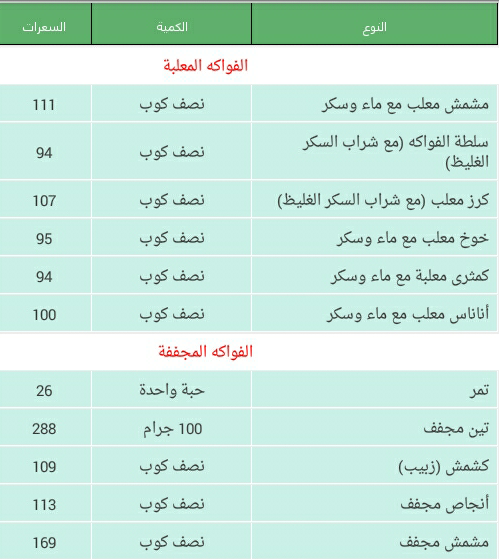 النوع الكمية السعرات
الفواكه المعلبة
مشمش معلب مع ماء وسكر نصف كوب 111
سلطة الفواكه (مع شراب السكر
الغليظ) نصف كوب 94
كرز معلب (مع شراب السكر الغليظ) نصف كوب 107
خوخ معلب مع ماء وسكر نصف كوب 95
كمثرى معلبة مع ماء وسكر نصف كوب 94
أناناس معلب مع ماء وسكر نصف كوب 100
الفواكه المجففة
تمر حبة واحدة 26
تين مجفف 100 جرام 288
كشمش (زبيب) نصف كوب 109
أنجاص مجفف نصف كوب 113
مشمش مجفف نصف كوب 169